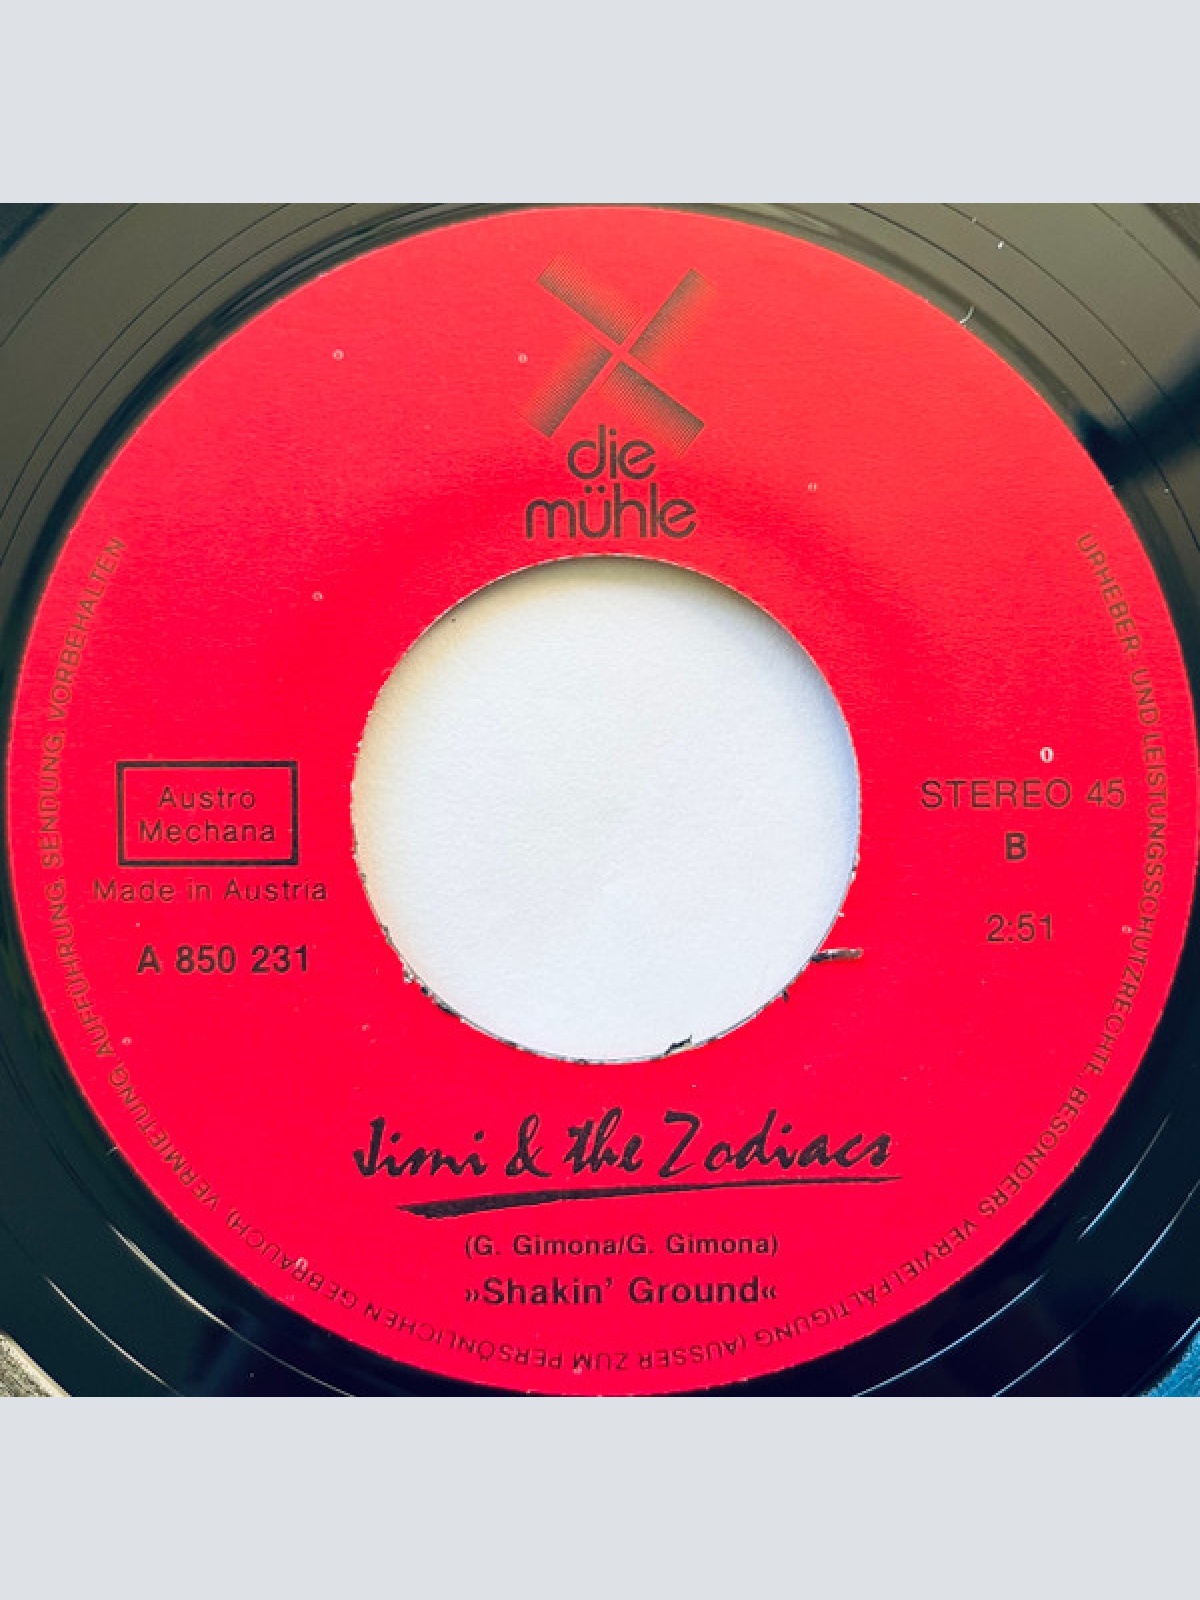 die
mühle
URHEBER- UND LEISTUNGSSCHUTZRECHTE, BESONDERS VERVIELFÄLTIGUNG (AUSSER ZUM PERSÖNLICHEN GEBRAUCH), VERMIETUNG, AUFFÜHRUNG, SENDUNG, VORBEHALTEN
Austro
Mechana
Made in Austria
A 850 231
STEREO 45
B
2:51
Jimi & the Zodiacs
(G. Gimona/G. Gimona)
»Shakin' Ground«